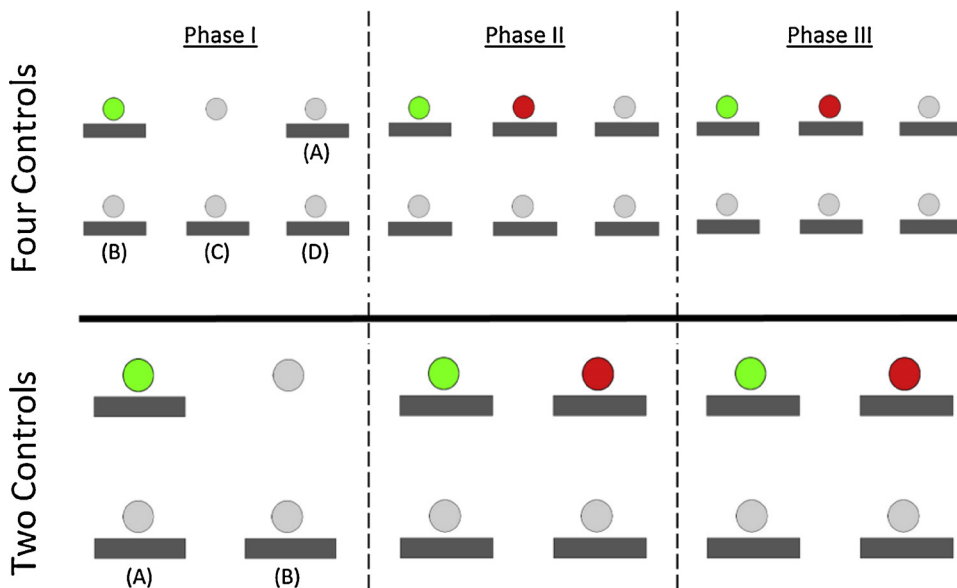 Phase I
Phase II
Phase III
Four Controls
(A)
(B)
(C)
(D)
Two Controls
(A)
(B)